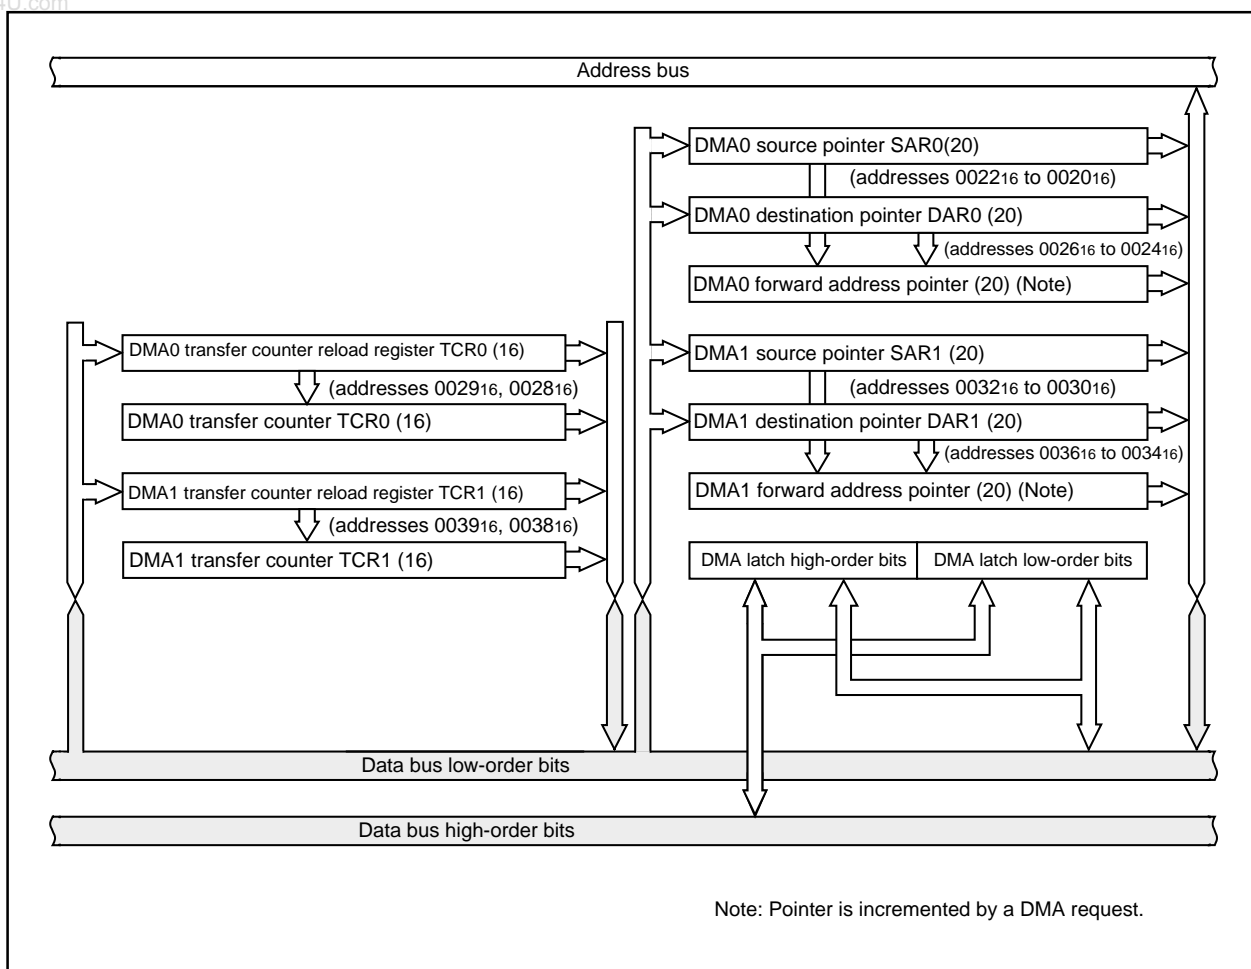 4U.com
Address bus
DMA0 source pointer SAR0(20)
(addresses 002216 to 002016)
DMA0 destination pointer DAR0 (20)
(addresses 002616 to 002416)
DMA0 forward address pointer (20) (Note)
DMA0 transfer counter reload register TCR0 (16)
(addresses 002916, 002816)
DMA0 transfer counter TCR0 (16)
DMA1 transfer counter reload register TCR1 (16)
(addresses 003916, 003816)
DMA1 transfer counter TCR1 (16)
DMA1 source pointer SAR1 (20)
(addresses 003216 to 003016)
DMA1 destination pointer DAR1 (20)
(addresses 003616 to 003416)
DMA1 forward address pointer (20) (Note)
DMA latch high-order bits
DMA latch low-order bits
Data bus low-order bits
Data bus high-order bits
Note: Pointer is incremented by a DMA request.